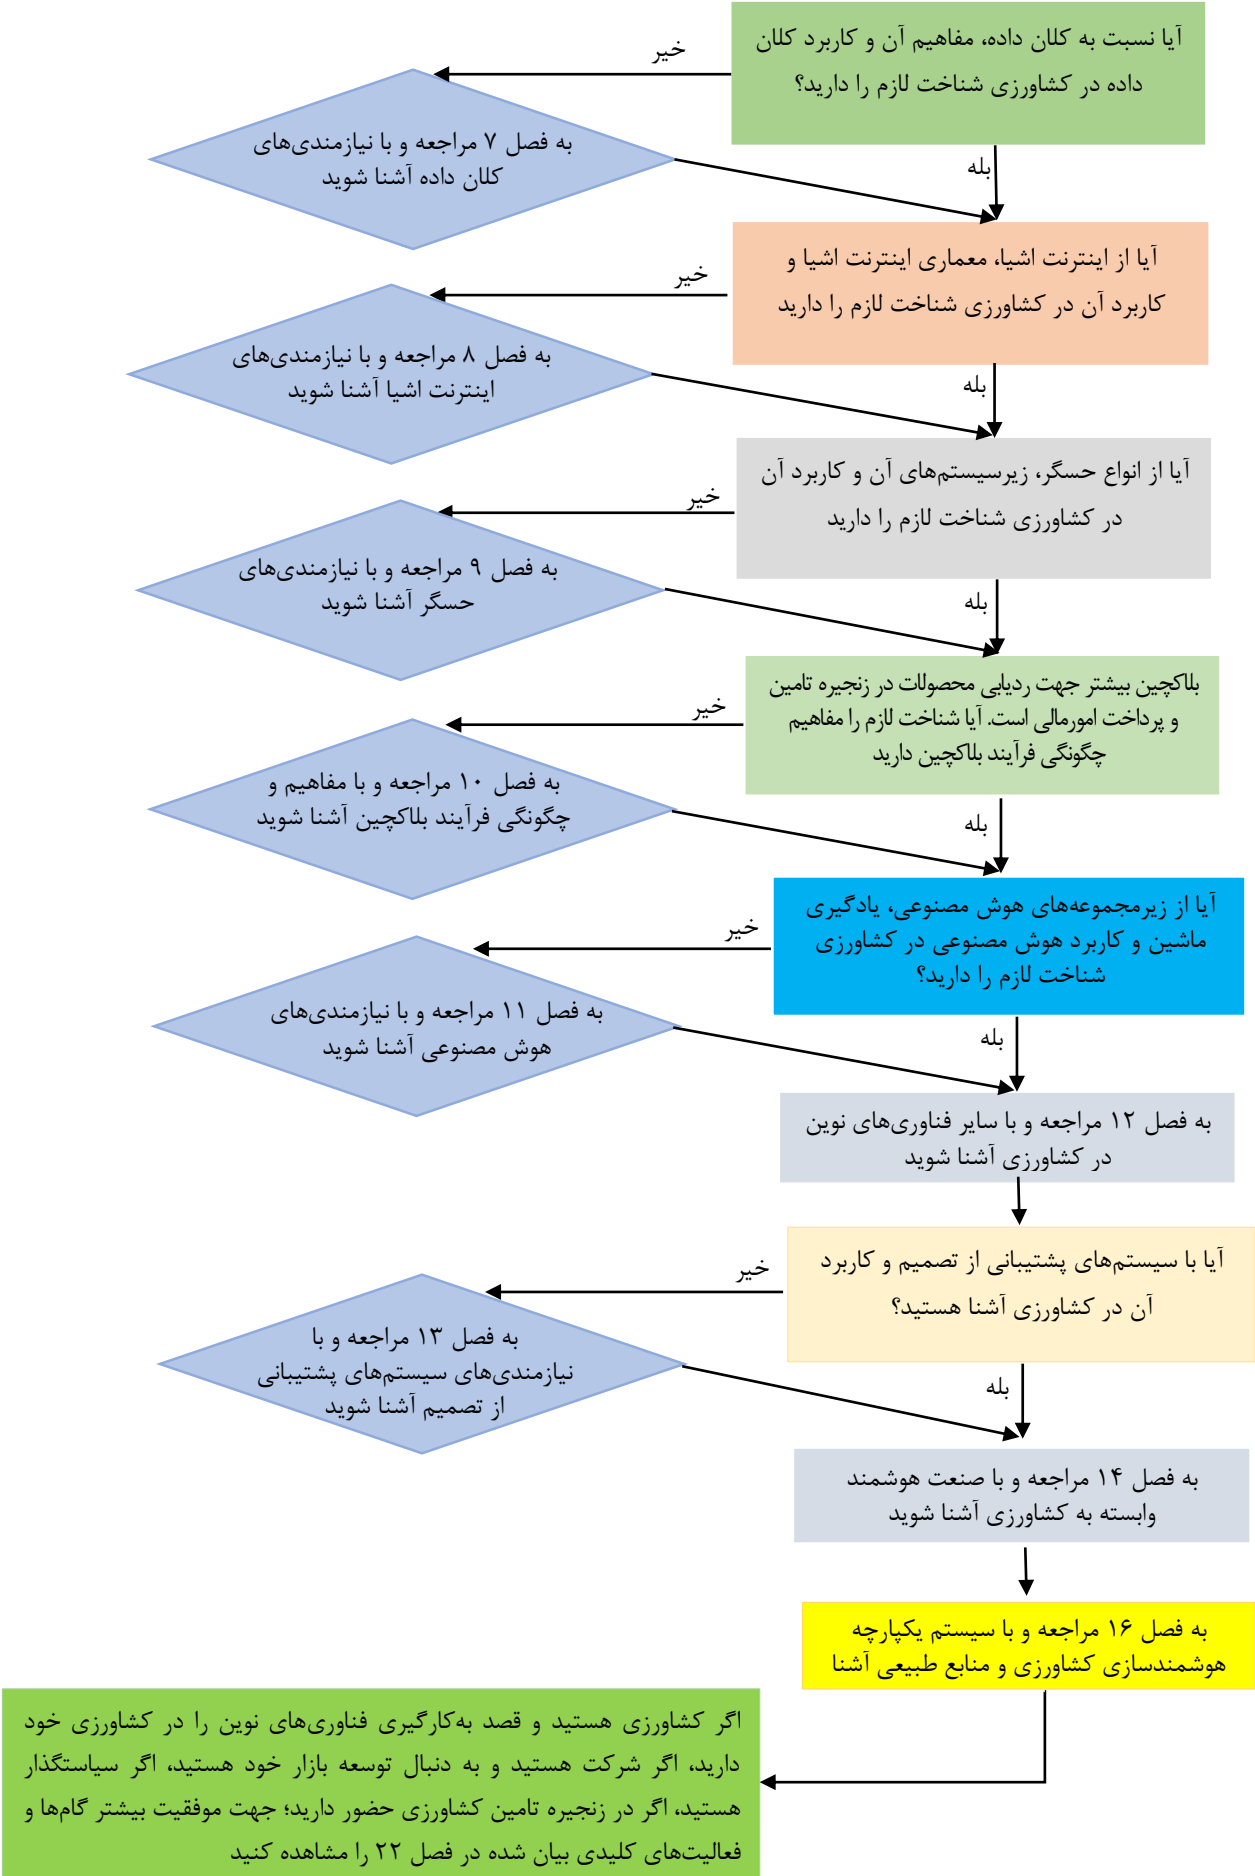 آیا نسبت به کلان داده، مفاهیم آن و کاربرد کلان
داده در کشاورزی شناخت لازم را دارید؟
خیر
به فصل ۷ مراجعه و با نیازمندی‌های
کلان داده آشنا شوید
بله
آیا از اینترنت اشیا، معماری اینترنت اشیا و
کاربرد آن در کشاورزی شناخت لازم را دارید
خیر
به فصل ۸ مراجعه و با نیازمندی‌های
اینترنت اشیا آشنا شوید
بله
آیا از انواع حسگر، زیرسیستم‌های آن و کاربرد آن
در کشاورزی شناخت لازم را دارید
خیر
به فصل ۹ مراجعه و با نیازمندی‌های
حسگر آشنا شوید
بله
بلاکچین بیشتر جهت ردیابی محصولات در زنجیره تامین
و پرداخت امورمالی است. آیا شناخت لازم را مفاهیم
چگونگی فرآیند بلاکچین دارید
خیر
به فصل ۱۰ مراجعه و با مفاهیم و
چگونگی فرآیند بلاکچین آشنا شوید
بله
آیا از زیرمجموعه‌های هوش مصنوعی، یادگیری
ماشین و کاربرد هوش مصنوعی در کشاورزی
شناخت لازم را دارید؟
خیر
به فصل ۱۱ مراجعه و با نیازمندی‌های
هوش مصنوعی آشنا شوید
بله
به فصل ۱۲ مراجعه و با سایر فناوری‌های نوین
در کشاورزی آشنا شوید
آیا با سیستم‌های پشتیبانی از تصمیم و کاربرد
آن در کشاورزی آشنا هستید؟
خیر
به فصل ۱۳ مراجعه و با
نیازمندی‌های سیستم‌های پشتیبانی
از تصمیم آشنا شوید
بله
به فصل ۱۴ مراجعه و با صنعت هوشمند
وابسته به کشاورزی آشنا شوید
به فصل ۱۶ مراجعه و با سیستم یکپارچه
هوشمندسازی کشاورزی و منابع طبیعی آشنا
اگر کشاورزی هستید و قصد به‌کارگیری فناوری‌های نوین را در کشاورزی خود
دارید، اگر شرکت هستید و به دنبال توسعه بازار خود هستید، اگر سیاستگذار
هستید، اگر در زنجیره تامین کشاورزی حضور دارید؛ جهت موفقیت بیشتر گام‌ها و
فعالیت‌های کلیدی بیان شده در فصل ۲۲ را مشاهده کنید